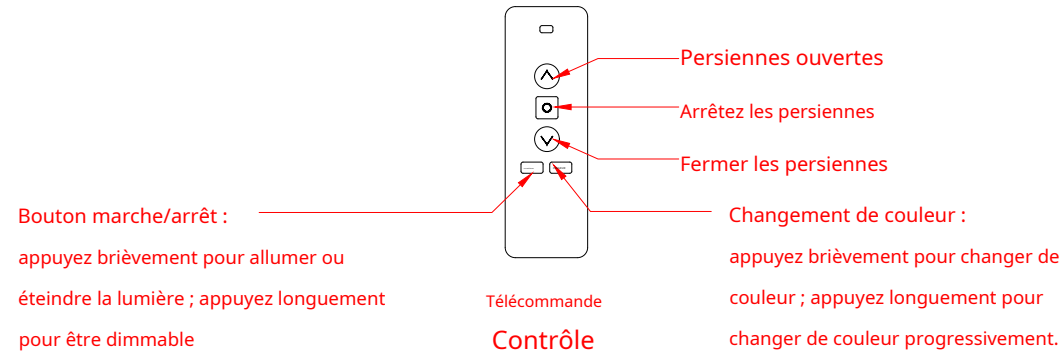 Persiennes ouvertes
Arrêtez les persiennes
Fermer les persiennes
Bouton marche/arrêt :
appuyez brièvement pour allumer ou
éteindre la lumière ; appuyez longuement
pour être dimmable
Changement de couleur :
appuyez brièvement pour changer de
couleur ; appuyez longuement pour
changer de couleur progressivement.
Télécommande
Contrôle